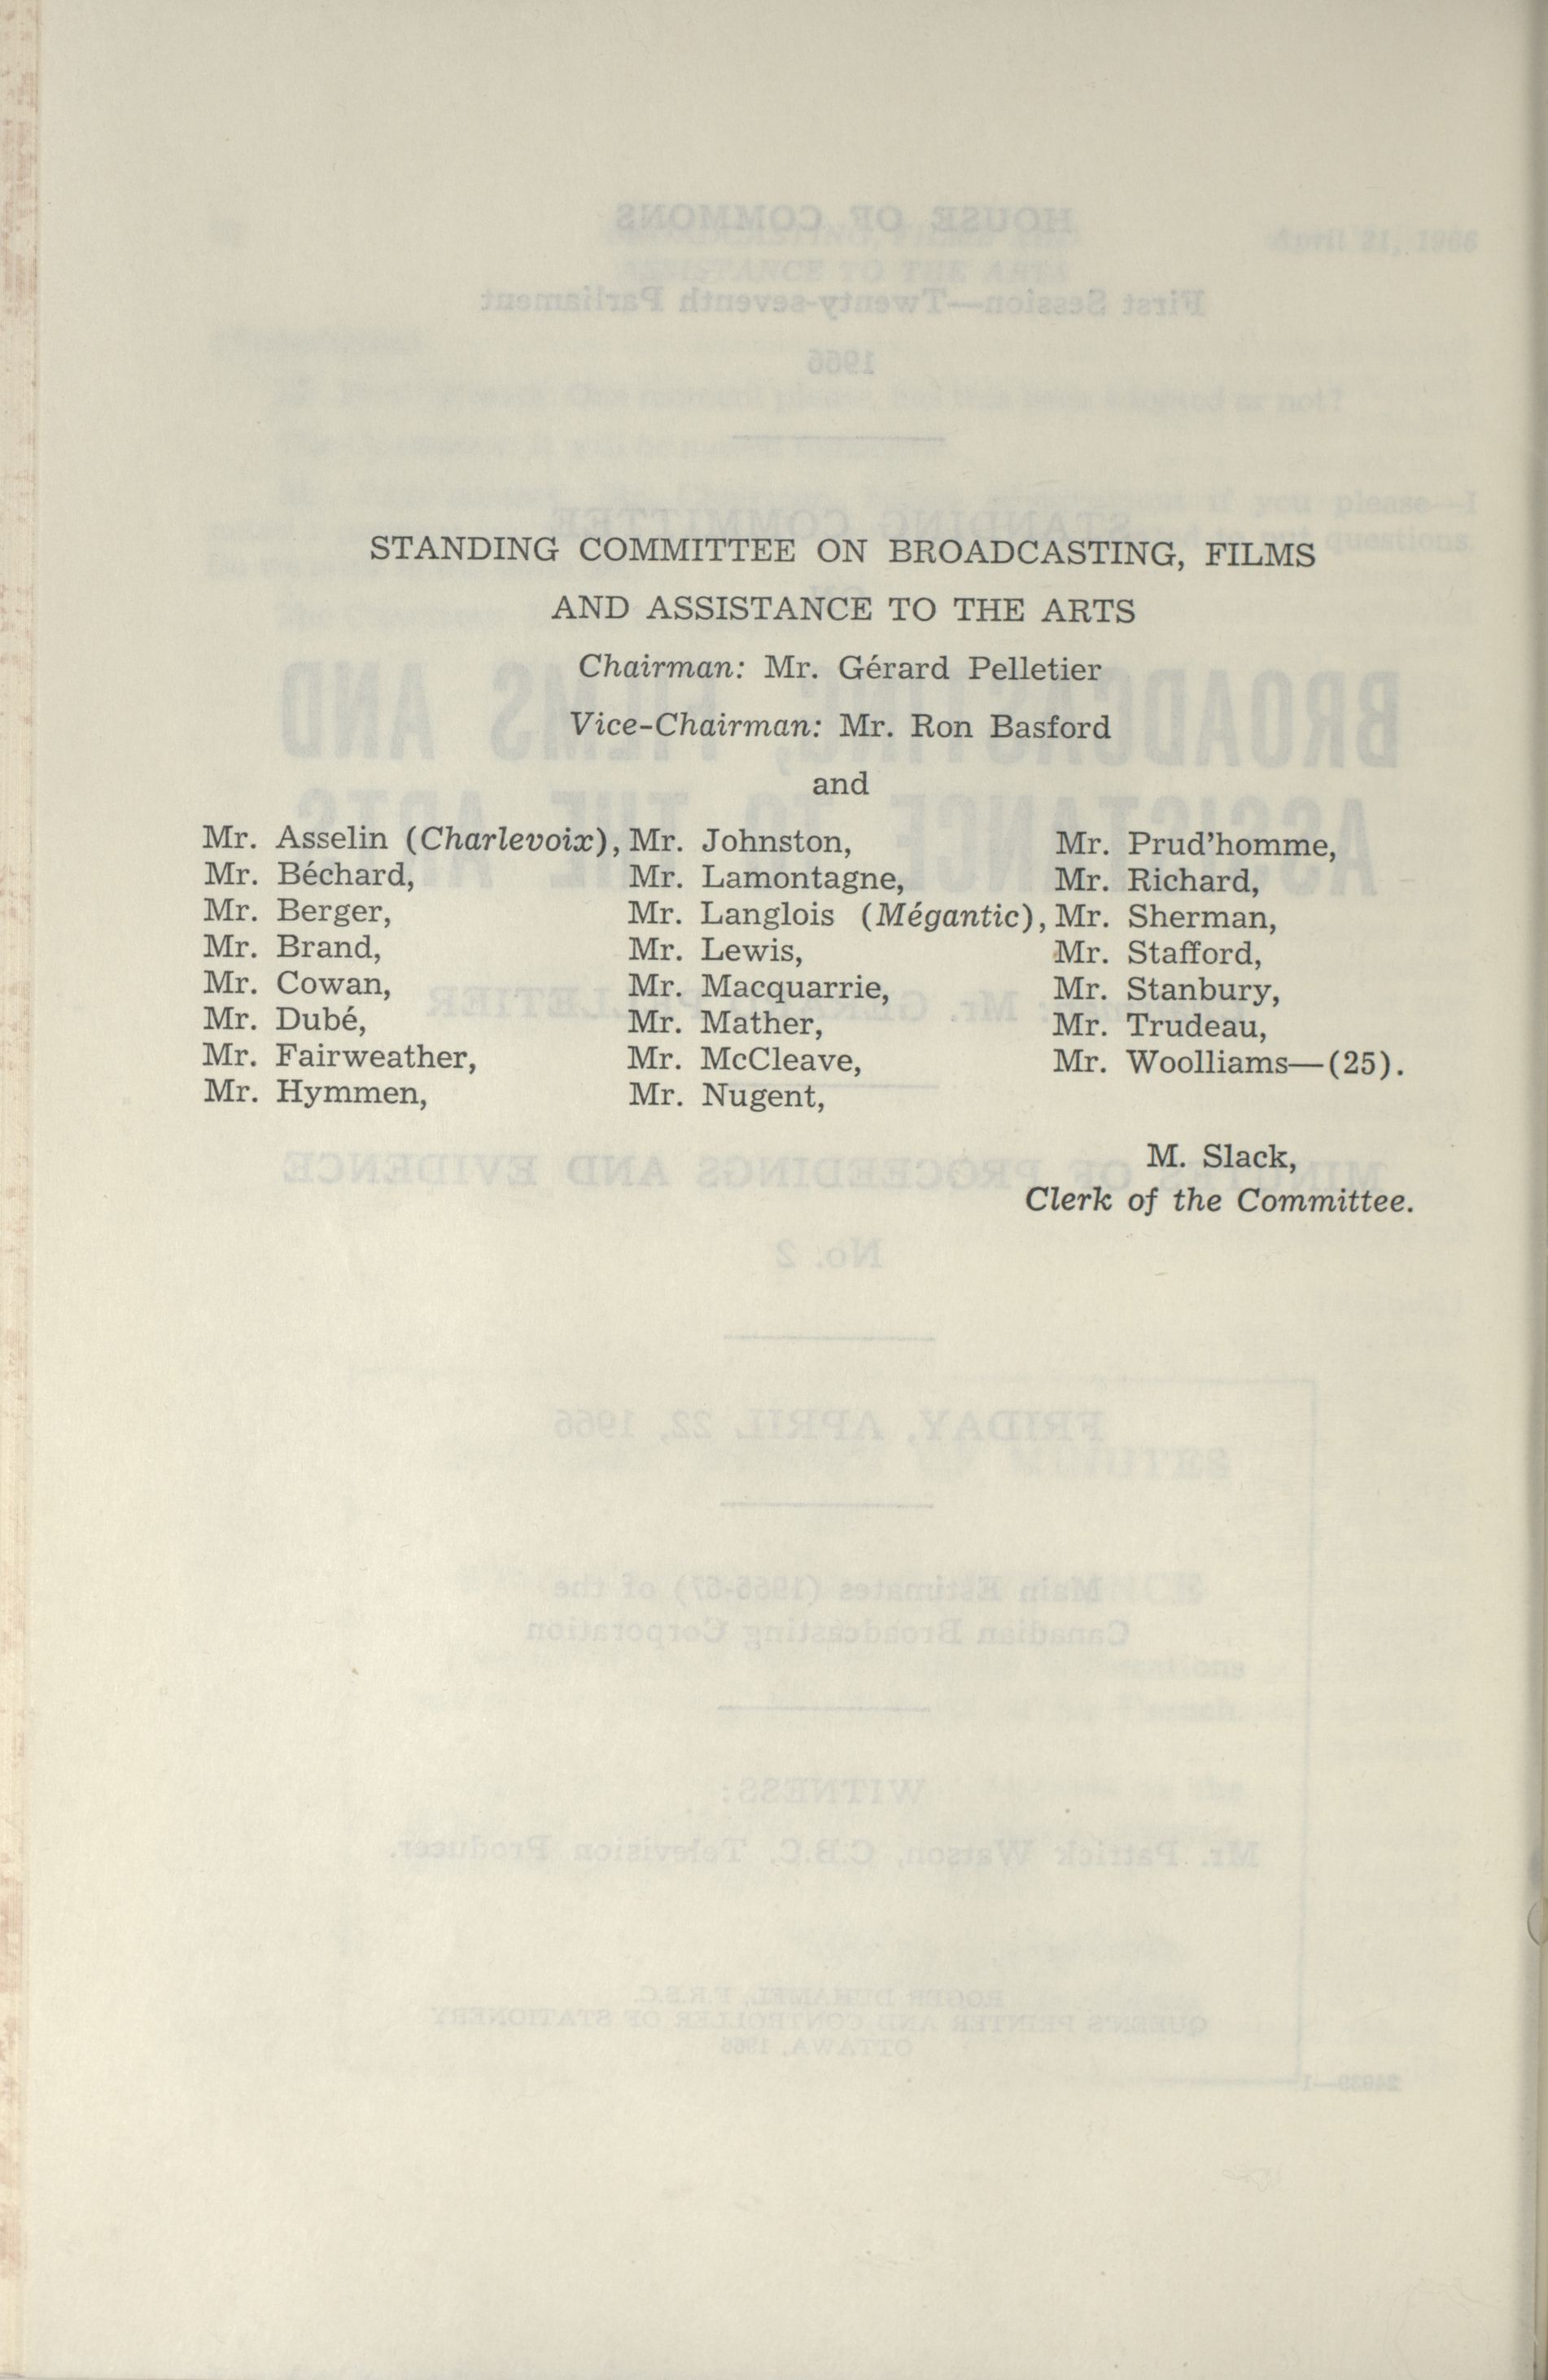 STANDING COMMITTEE ON BROADCASTING, FILMS
AND ASSISTANCE TO THE ARTS
Chairman: Mr. Gérard Pelletier
Vice-Chairman: Mr. Ron Basford
and
Mr. Asselin (Charlevoix),
Mr. Béchard,
Mr. Berger,
Mr. Brand,
Mr. Cowan,
Mr. Dubé,
Mr. Fairweather,
Mr. Hymmen,
Mr. Johnston,
Mr. Lamontagne,
Mr. Langlois (Mégantic),
Mr. Lewis,
Mr. Macquarrie,
Mr. Mather,
Mr. McCleave,
Mr. Nugent,
Mr. Prud'homme,
Mr. Richard,
Mr. Sherman,
Mr. Stafford,
Mr. Stanbury,
Mr. Trudeau,
Mr. Woolliams—(25).
M. Slack,
Clerk of the Committee.